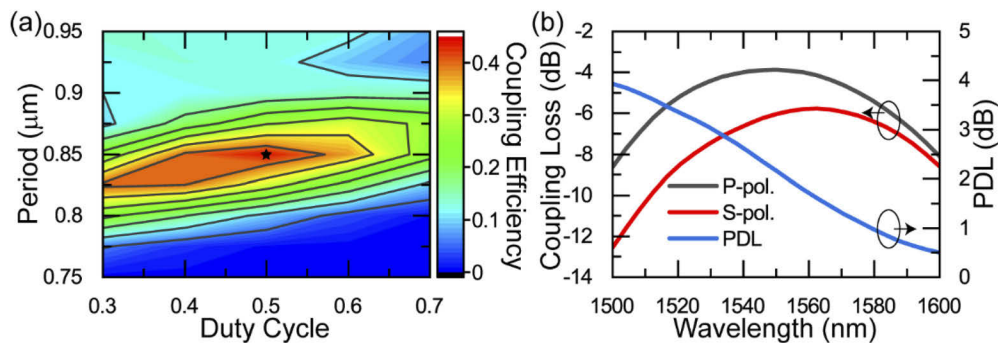 (a)
0.95
0.9
0.85
0.8
0.75
Period (μm)
0.3 0.4 0.5 0.6 0.7
Duty Cycle
0.4
0.3
0.2
0.1
0
Coupling Efficiency
(b)
-2
-4
-6
-8
-10
-12
-14
Coupling Loss (dB)
P-pol.
S-pol.
PDL
5
4
3
2
1
0
PDL (dB)
1500 1520 1540 1560 1580 1600
Wavelength (nm)